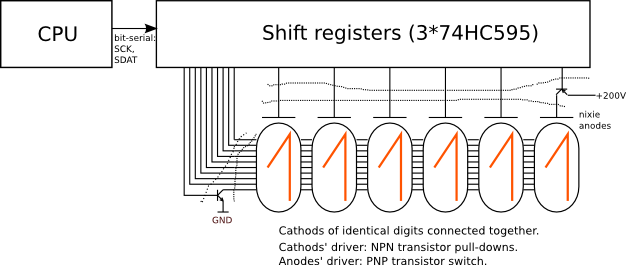 CPU
bit-serial:
SCK,
SDAT
Shift registers (3*74HC595)
+200V
nixie
anodes
GND
Cathods of identical digits connected together.
Cathods' driver: NPN transistor pull-downs.
Anodes' driver: PNP transistor switch.